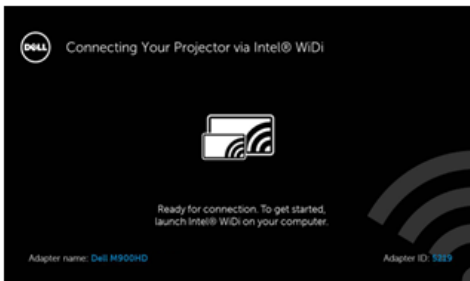 DELL
Connecting Your Projector via Intel® WiDi
Ready for connection. To get started,
launch Intel® WiDi on your computer.
Adapter name: Dell M900HD
Adapter ID: 5329